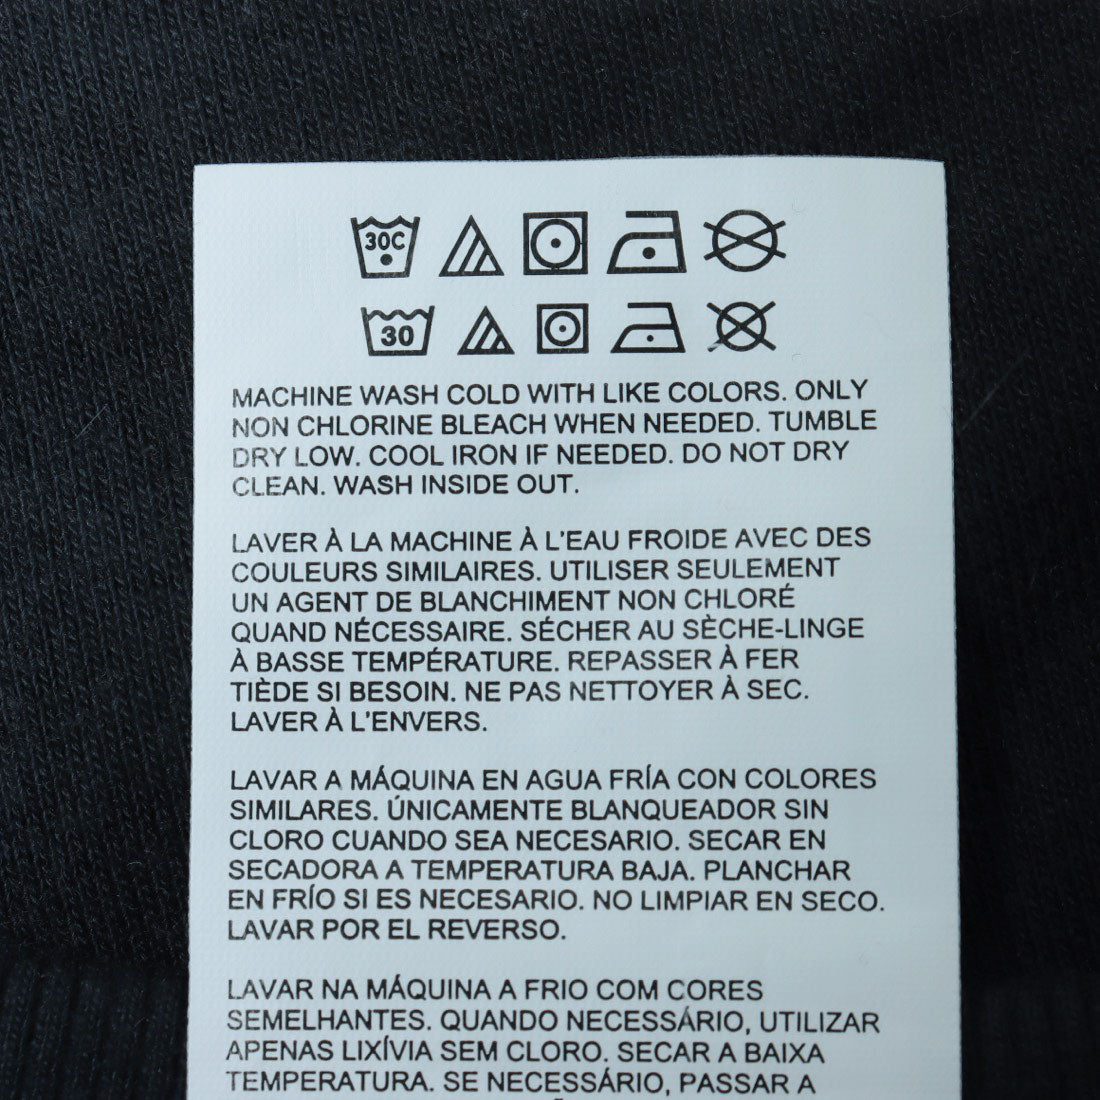 30C
30
MACHINE WASH COLD WITH LIKE COLORS. ONLY
NON CHLORINE BLEACH WHEN NEEDED. TUMBLE
DRY LOW. COOL IRON IF NEEDED. DO NOT DRY
CLEAN. WASH INSIDE OUT.
LAVER À LA MACHINE À L'EAU FROIDE AVEC DES
COULEURS SIMILAIRES. UTILISER SEULEMENT
UN AGENT DE BLANCHIMENT NON CHLORÉ
QUAND NÉCESSAIRE. SÉCHER AU SÈCHE-LINGE
À BASSE TEMPÉRATURE. REPASSER À FER
TIÈDE SI BESOIN. NE PAS NETTOYER À SEC.
LAVER À L'ENVERS.
LAVAR A MÁQUINA EN AGUA FRÍA CON COLORES
SIMILARES. ÚNICAMENTE BLANQUEADOR SIN
CLORO CUANDO SEA NECESARIO. SECAR EN
SECADORA A TEMPERATURA BAJA. PLANCHAR
EN FRÍO SI ES NECESARIO. NO LIMPIAR EN SECO.
LAVAR POR EL REVERSO.
LAVAR NA MÁQUINA A FRIO COM CORES
SEMELHANTES. QUANDO NECESSÁRIO, UTILIZAR
APENAS LIXÍVIA SEM CLORO. SECAR A BAIXA
TEMPERATURA. SE NECESSÁRIO, PASSAR A